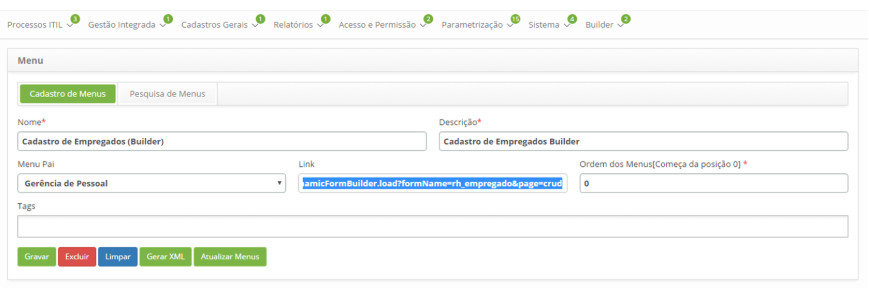 Processos ITIL 3 Gestão Integrada 1 Cadastros Gerais 1 Relatórios 1 Acesso e Permissão 2 Parametrização 15 Sistema 4 Builder 2
Menu
Cadastro de Menus Pesquisa de Menus
Nome* Descrição*
Cadastro de Empregados (Builder) Cadastro de Empregados Builder
Menu Pai Link Ordem dos Menus[Começa da posição 0] *
Gerência de Pessoal namicFormBuilder.load?formName=rh_empregado&page=crud 0
Tags
Gravar Excluir Limpar Gerar XML Atualizar Menus